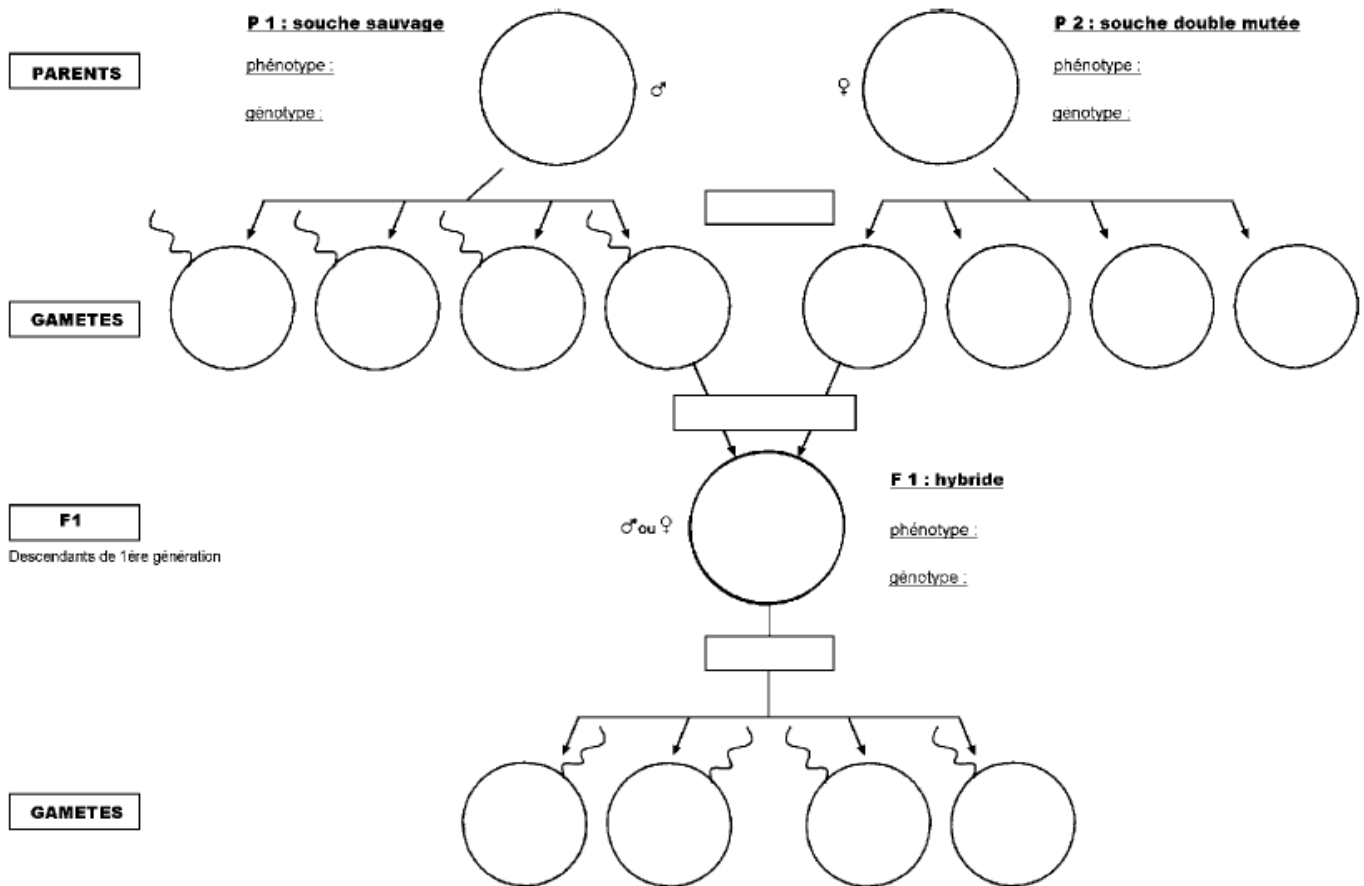 P 1 : souche sauvage
P 2 : souche double mutée
PARENTS
phénotype :
♂
♀
phénotype :
génotype :
génotype :
GAMETES
F 1 : hybride
F1
♂ou ♀
phénotype :
Descendants de 1ère génération
génotype :
GAMETES